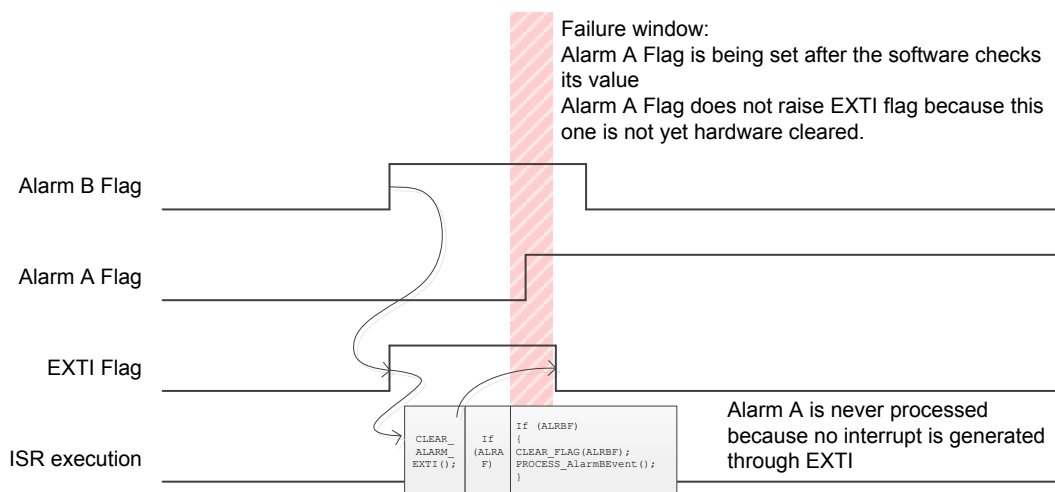 Failure window:
Alarm A Flag is being set after the software checks
its value
Alarm A Flag does not raise EXTI flag because this
one is not yet hardware cleared.
Alarm B Flag
Alarm A Flag
EXTI Flag
ISR execution
CLEAR_
ALARM_
EXTI();
If
(ALRA
F)
If (ALRBF)
{
CLEAR_FLAG(ALRBF);
PROCESS_AlarmBEvent();
}
Alarm A is never processed
because no interrupt is generated
through EXTI